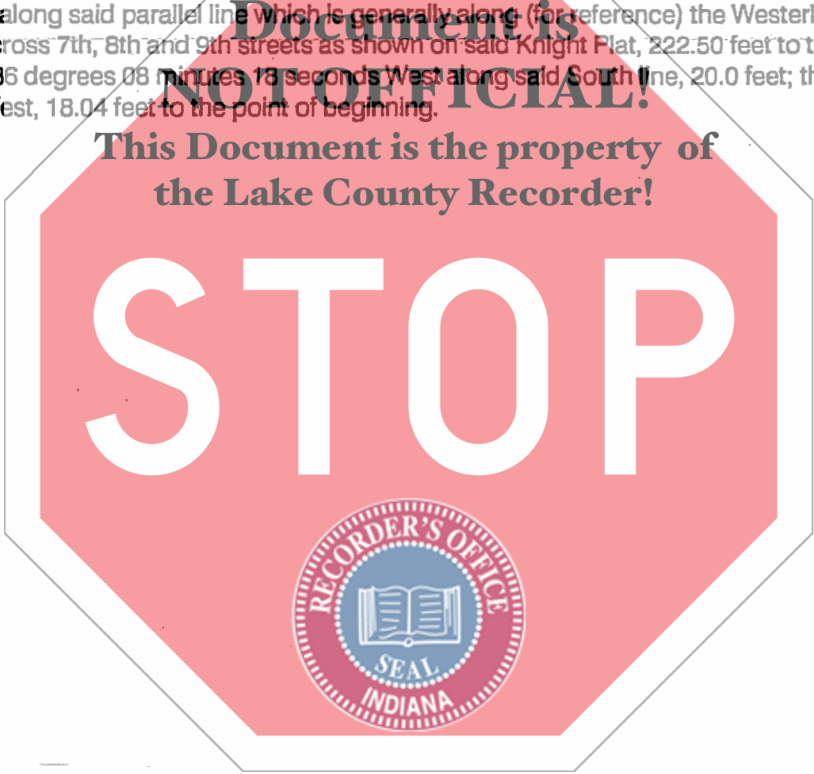 along said parallel line which is generally along (for reference) the Westerl
Document is
ross 7th, 8th and 9th streets as shown on said Knight Plat, 222.50 feet to t
6 degrees 08 minutes 13 seconds West along said South line, 20.0 feet; th
NOT OFFICIAL!
est, 18.04 feet to the point of beginning.
This Document is the property of
the Lake County Recorder!
STOP
RECORDER'S OFFICE
SEAL
INDIANA